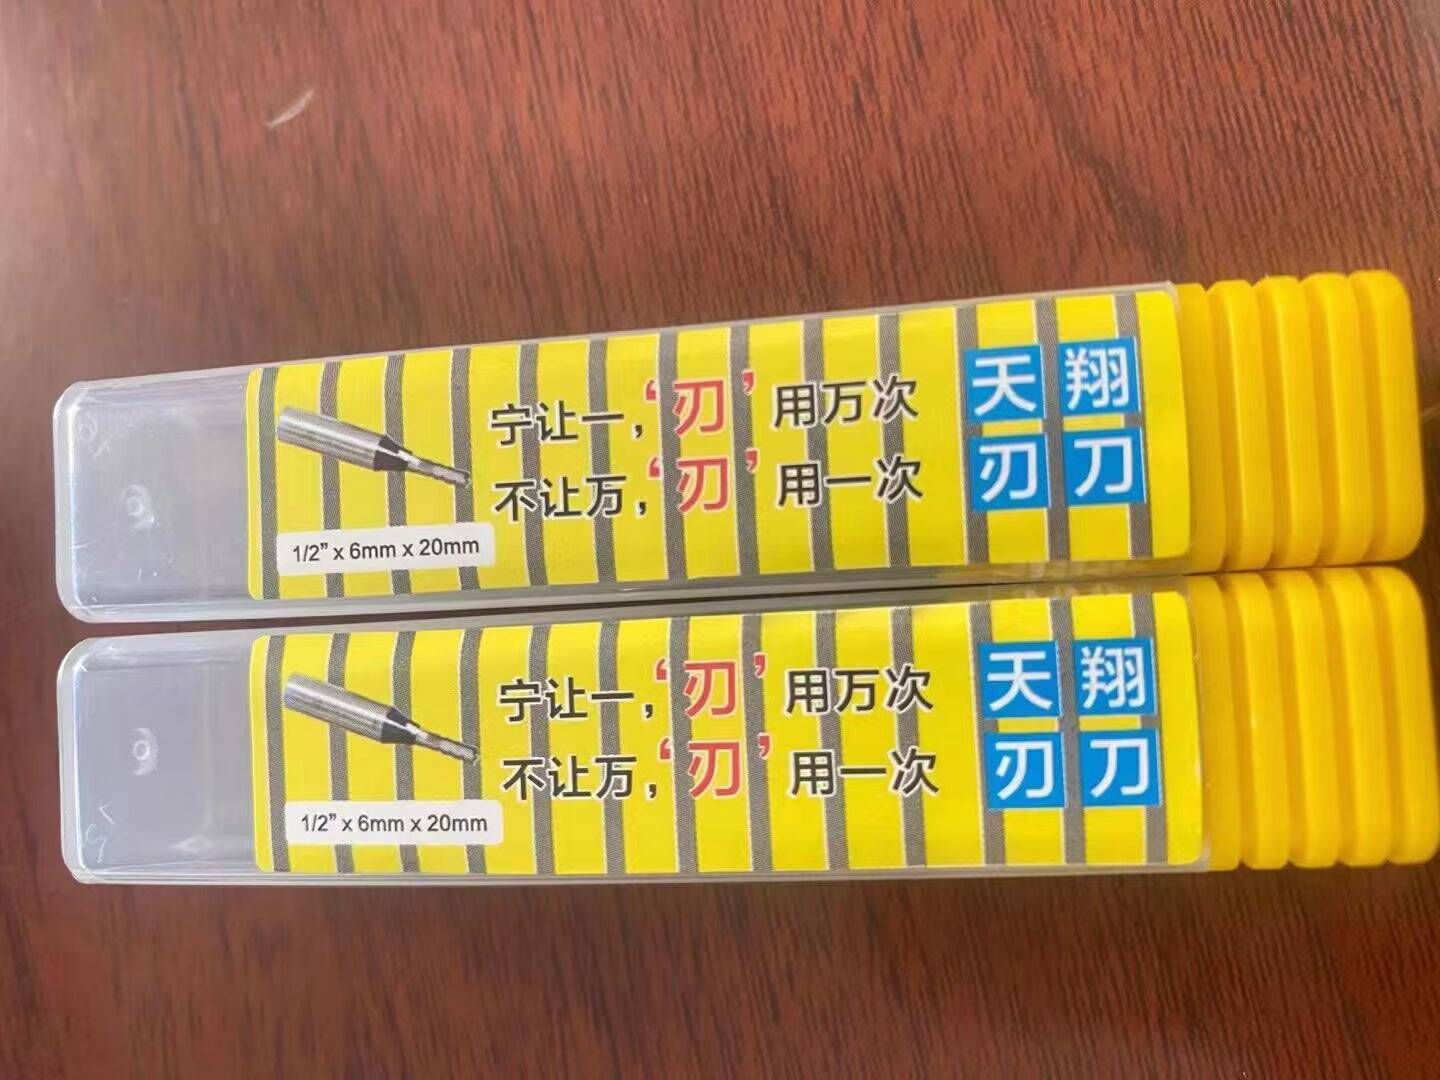 宁让一，‘刃’用万次
不让万，‘刃’用一次
天翔
刃刀
1/2” x 6mm x 20mm
宁让一，‘刃’用万次
不让万，‘刃’用一次
天翔
刃刀
1/2” x 6mm x 20mm